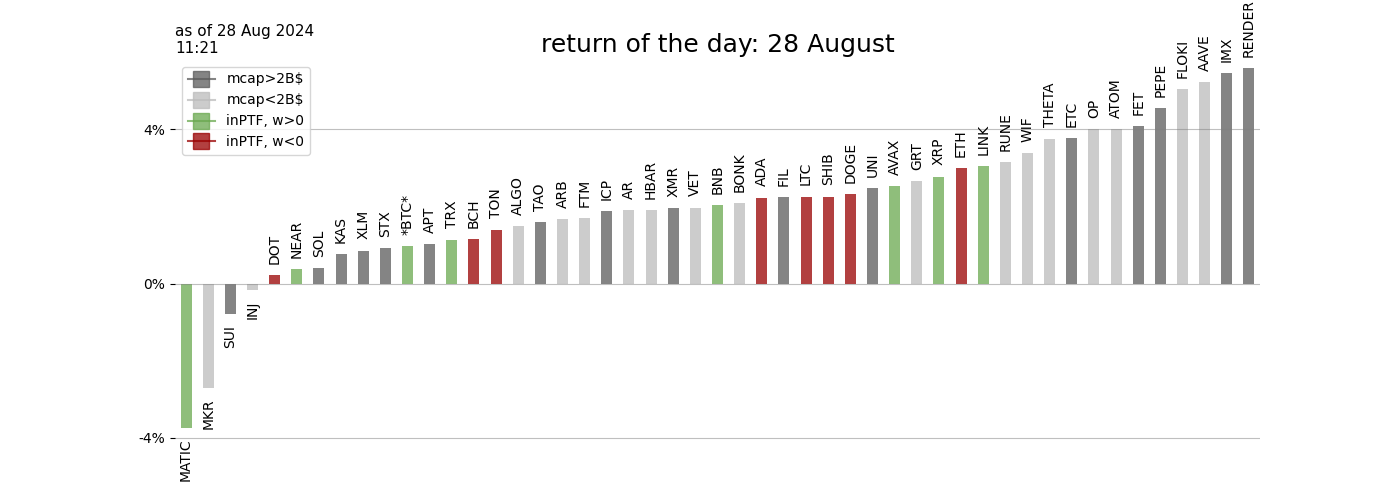 as of 28 Aug 2024
11:21
return of the day: 28 August
mcap>2B$
mcap<2B$
inPTF, w>0
inPTF, w<0
4%
0%
-4%
MATIC
MKR
SUI
INJ
DOT
NEAR
SOL
KAS
XLM
STX
*BTC*
APT
TRX
BCH
TON
ALGO
TAO
ARB
FTM
ICP
AR
HBAR
XMR
VET
BNB
BONK
ADA
FIL
LTC
SHIB
DOGE
UNI
AVAX
GRT
XRP
ETH
LINK
RUNE
WIF
THETA
ETC
OP
ATOM
FET
PEPE
FLOKI
AAVE
IMX
RENDER